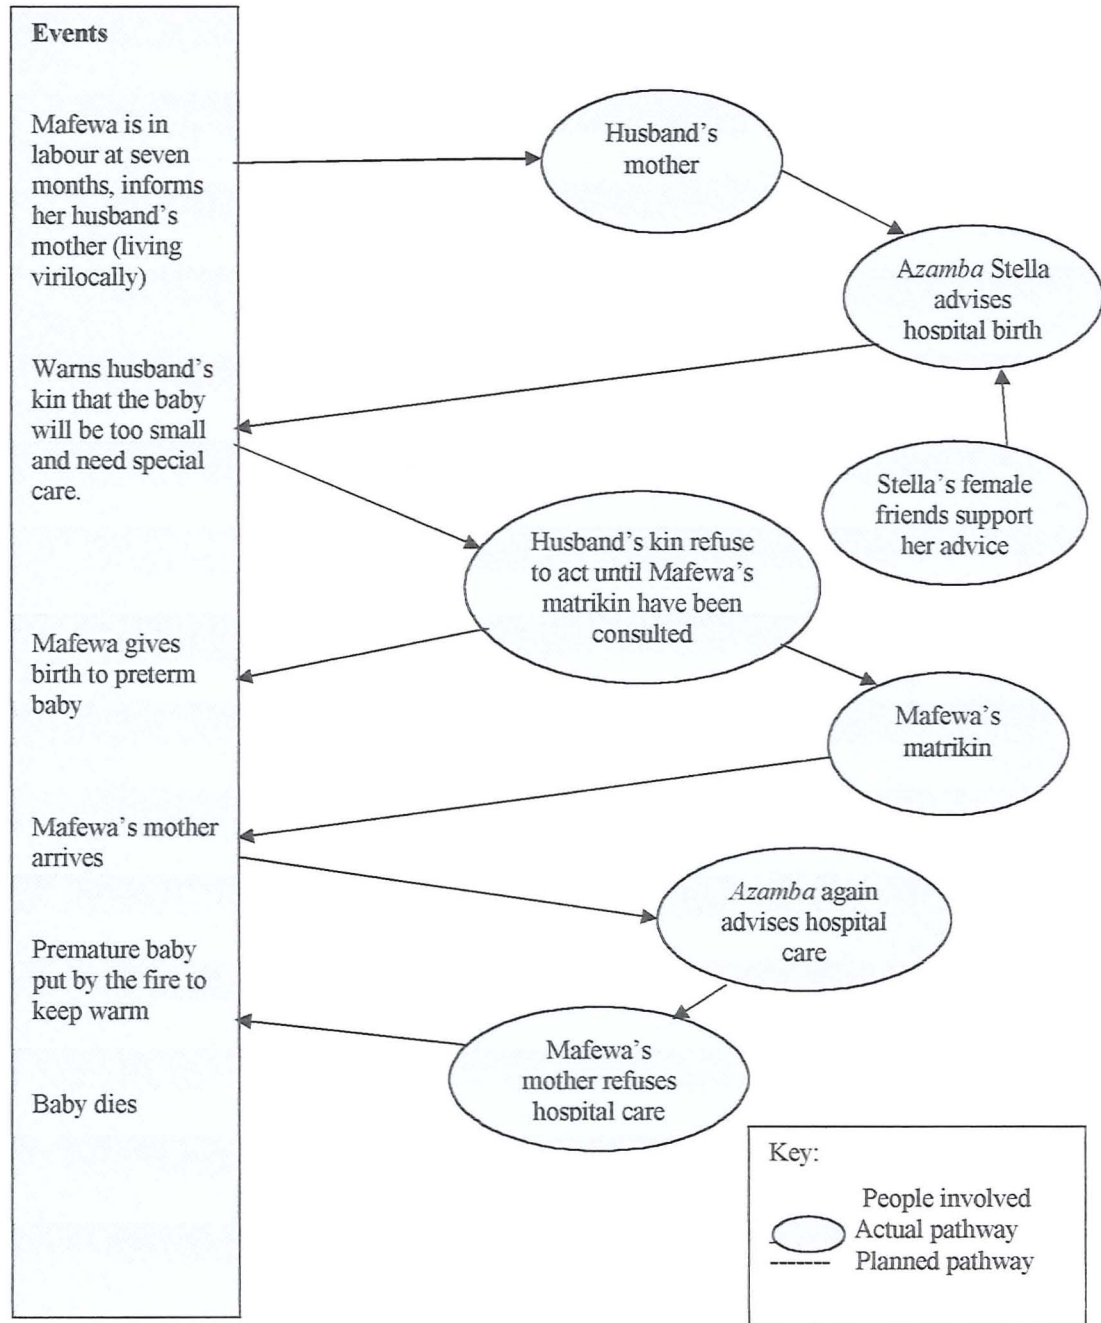 Events
Mafewa is in
labour at seven
months, informs
her husband's
mother (living
virilocally)
Husband's
mother
Azamba Stella
advises
hospital birth
Warns husband's
kin that the baby
will be too small
and need special
care.
Stella's female
friends support
her advice
Husband's kin refuse
to act until Mafewa's
matrikin have been
consulted
Mafewa gives
birth to preterm
baby
Mafewa's
matrikin
Mafewa's mother
arrives
Azamba again
advises hospital
care
Premature baby
put by the fire to
keep warm
Mafewa's
mother refuses
hospital care
Baby dies
Key:
People involved
Actual pathway
Planned pathway